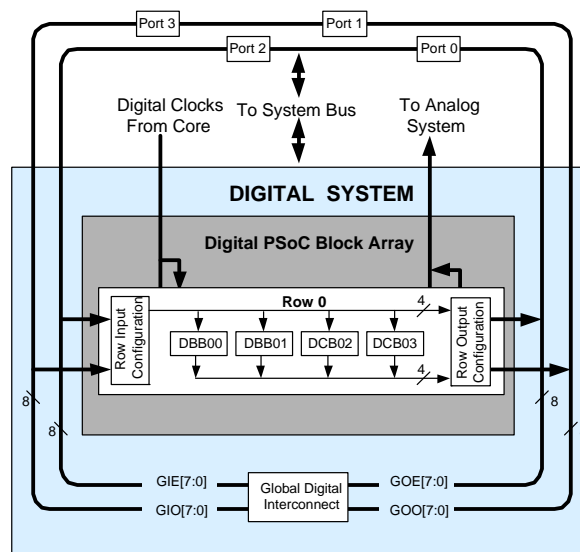 Port 3
Port 1
Port 2
Port 0
Digital Clocks
From Core
To System Bus
To Analog
System
DIGITAL SYSTEM
Digital PSoC Block Array
Row Input
Configuration
Row 0
4
DBB00
DBB01
DCB02
DCB03
4
Row Output
Configuration
8
8
8
8
GIE[7:0]
GIO[7:0]
Global Digital
Interconnect
GOE[7:0]
GOO[7:0]